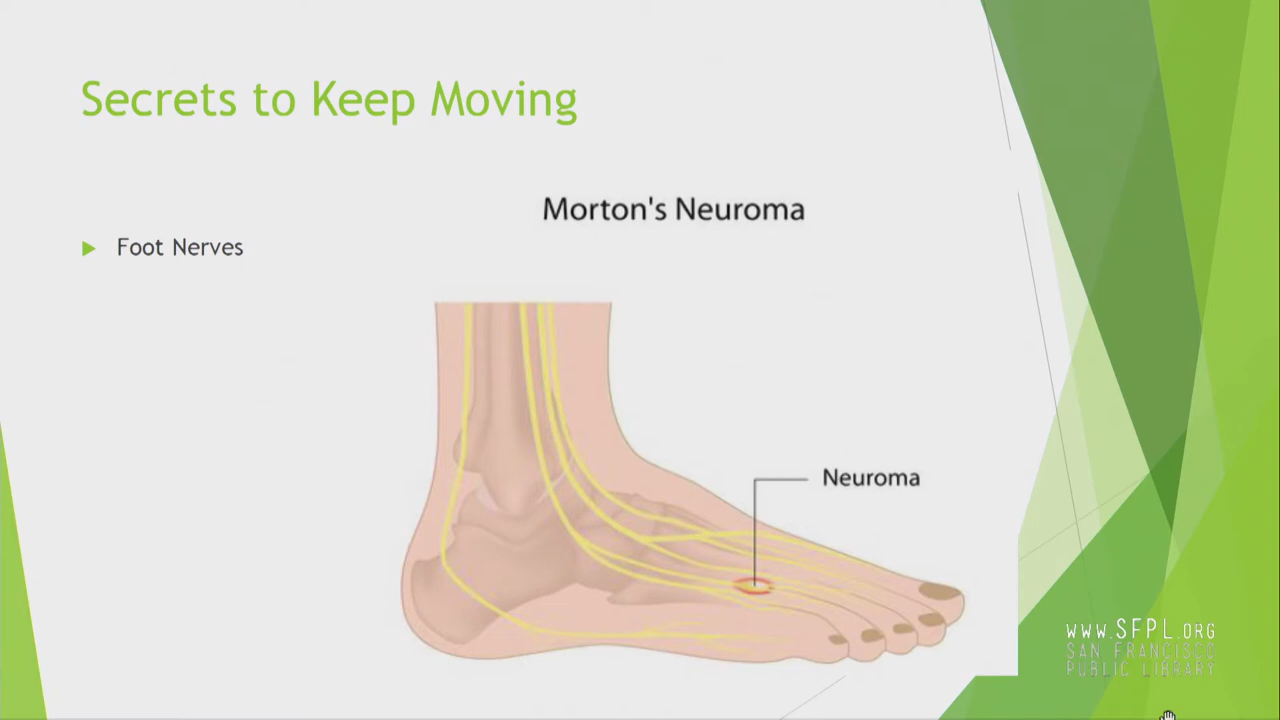 Secrets to Keep Moving
Morton's Neuroma
Foot Nerves
Neuroma
www.SFPL.ORG
SAN FRANCISCO
PUBLIC LIBRARY